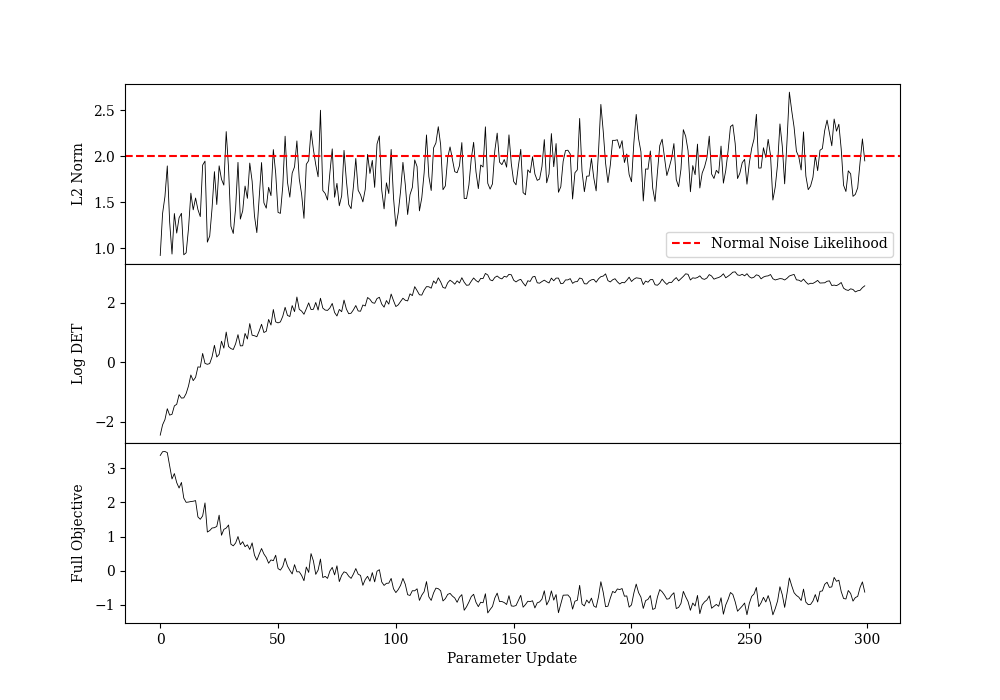 2.5
2.0
1.5
1.0
L2 Norm
Normal Noise Likelihood
2
0
−2
Log DET
3
2
1
0
−1
Full Objective
0 50 100 150 200 250 300
Parameter Update